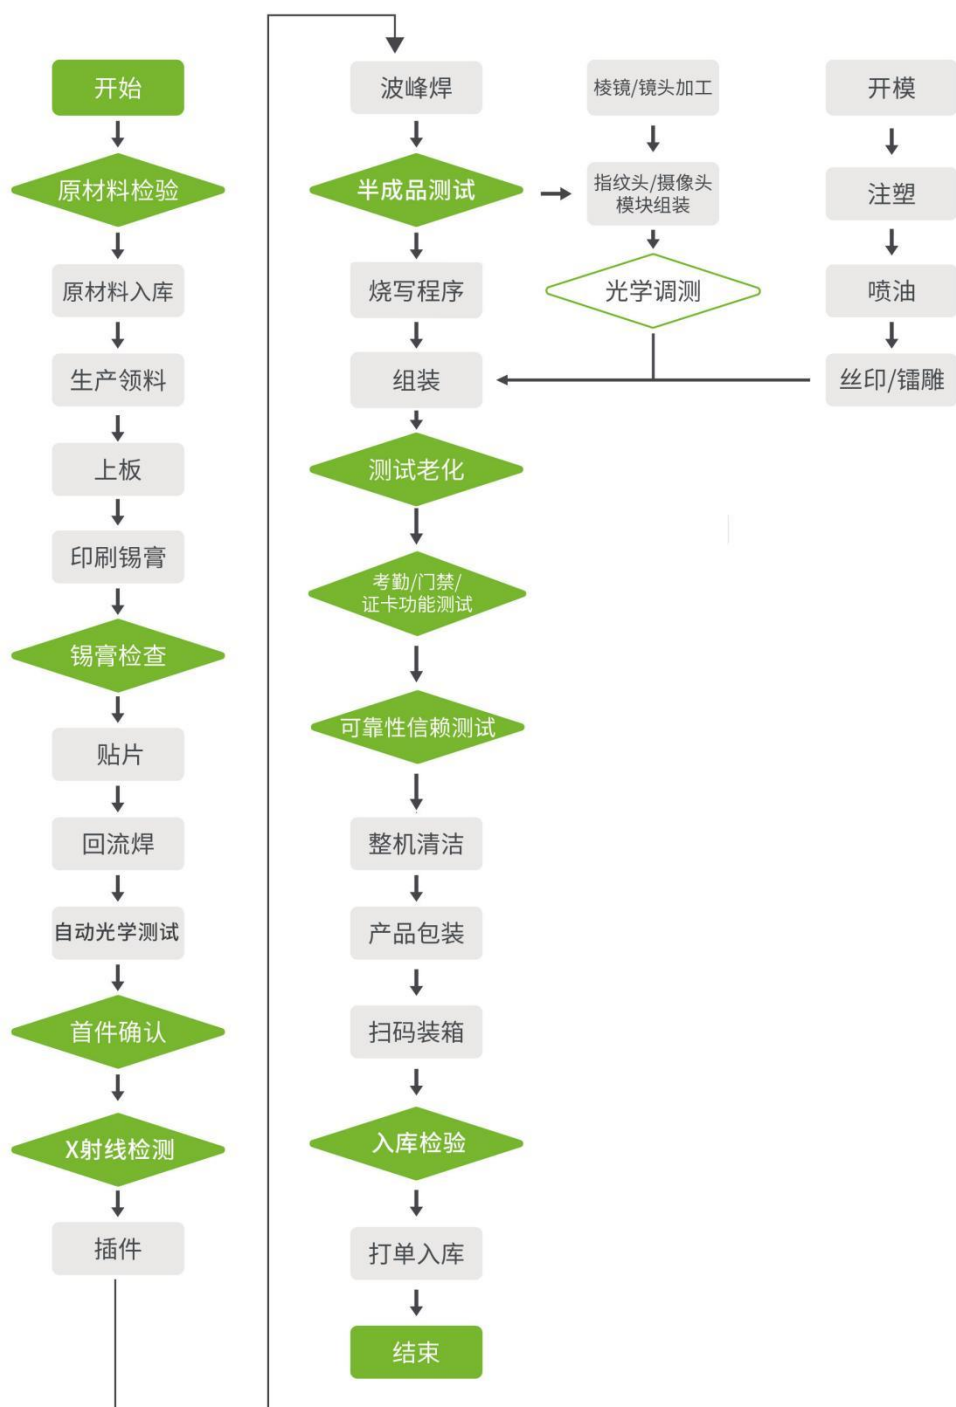 开始
原材料检验
原材料入库
生产领料
上板
印刷锡膏
锡膏检查
贴片
回流焊
自动光学测试
首件确认
X射线检测
插件
波峰焊
半成品测试
烧写程序
组装
测试老化
考勤/门禁/
证卡功能测试
可靠性信赖测试
整机清洁
产品包装
扫码装箱
入库检验
打单入库
结束
棱镜/镜头加工
指纹头/摄像头
模块组装
光学调测
开模
注塑
喷油
丝印/镭雕